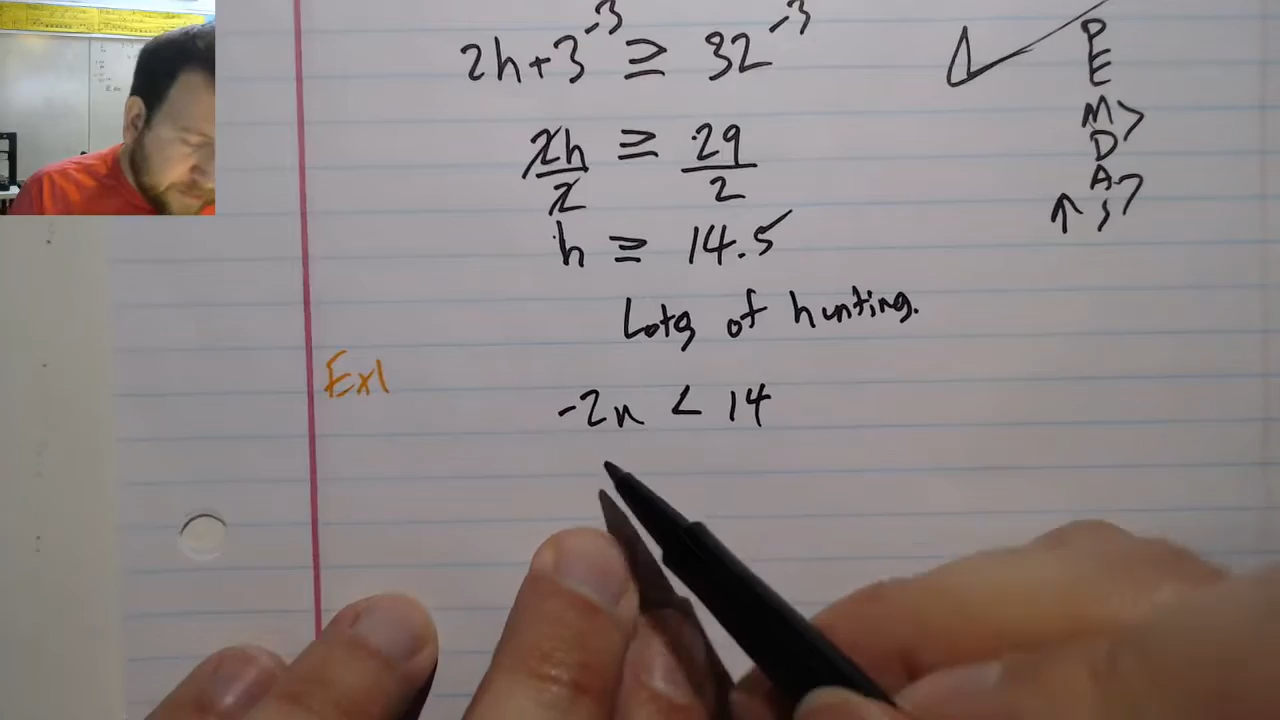 2h+3⁻³ ≥ 32⁻³
2h/2 ≥ 29/2
h ≥ 14.5
Lots of hunting.
Ex1
-2n < 14
P
E
M>
D
A>
↑ S